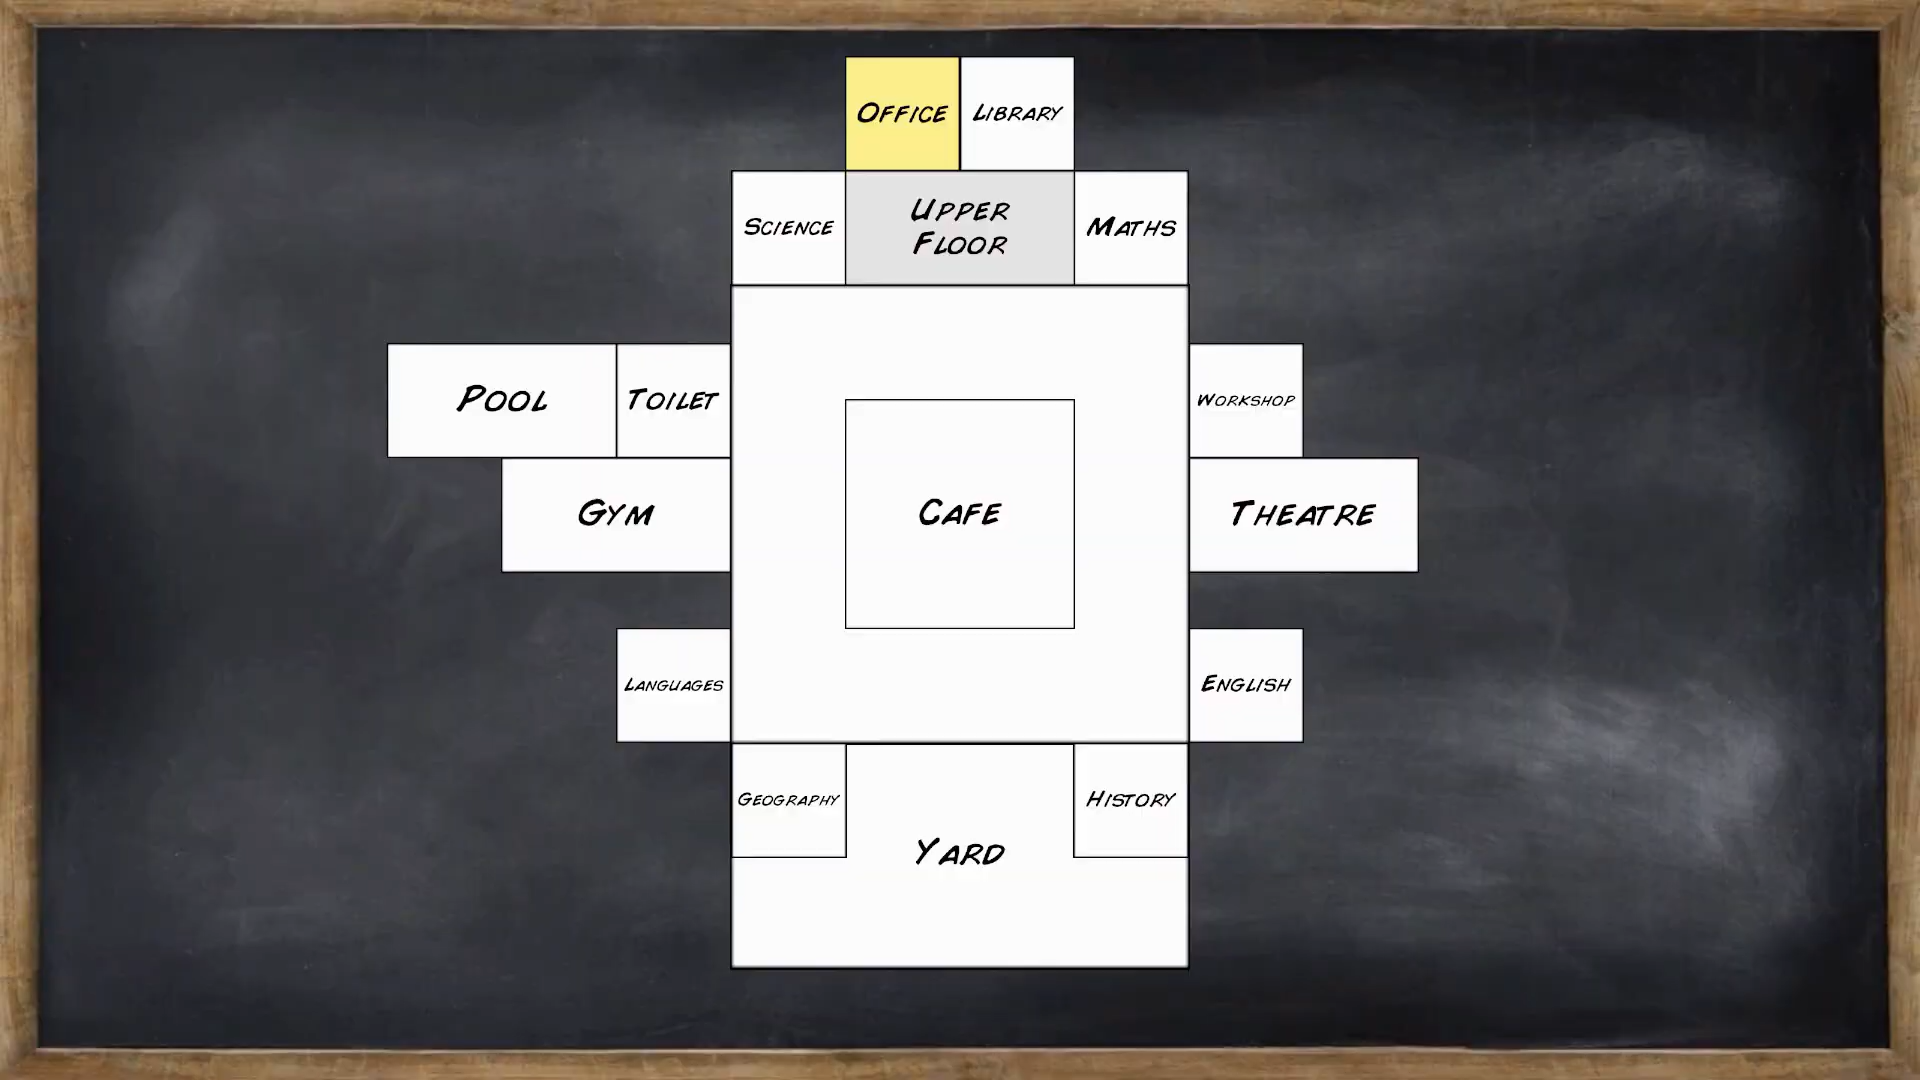 OFFICE
LIBRARY
SCIENCE
UPPER
FLOOR
MATHS
POOL
TOILET
WORKSHOP
GYM
CAFE
THEATRE
LANGUAGES
ENGLISH
GEOGRAPHY
HISTORY
YARD